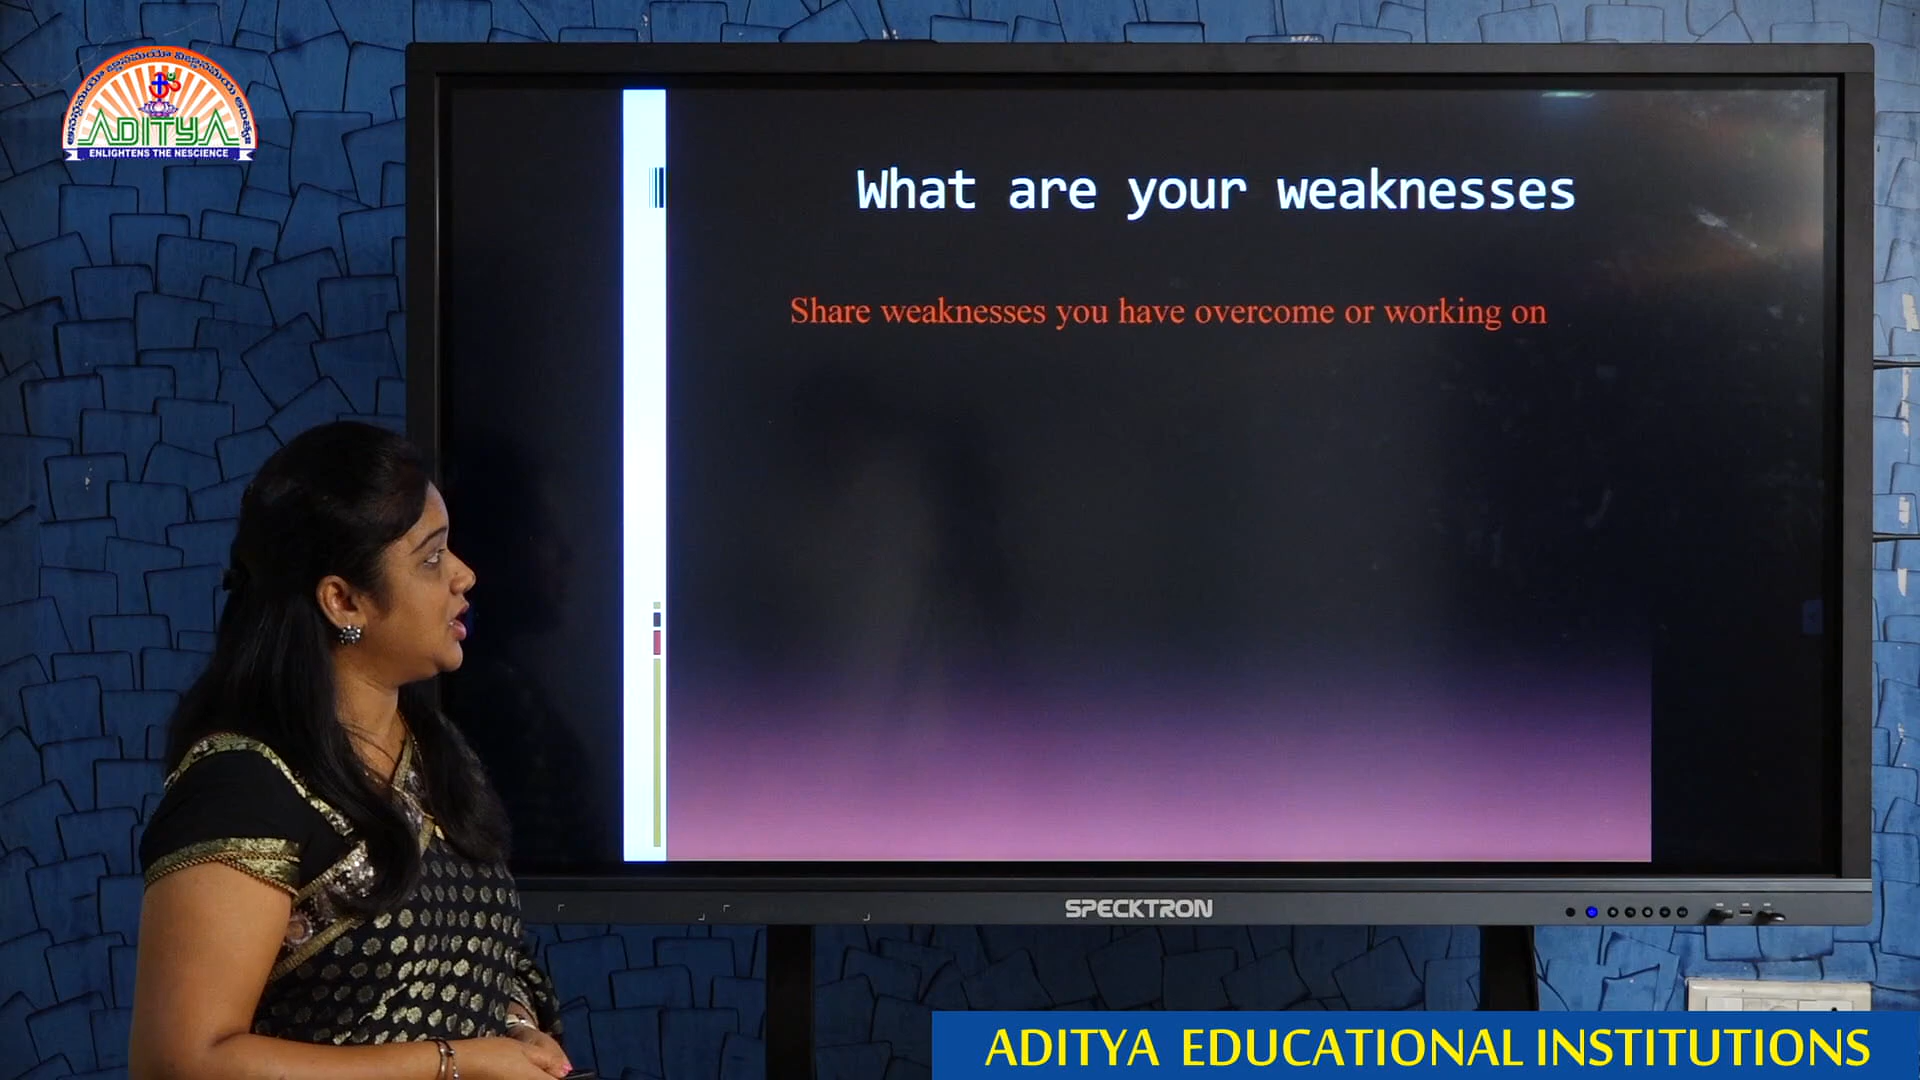 ADITYA
ENLIGHTENS THE NESCIENCE
What are your weaknesses
Share weaknesses you have overcome or working on
SPECKTRON
ADITYA EDUCATIONAL INSTITUTIONS